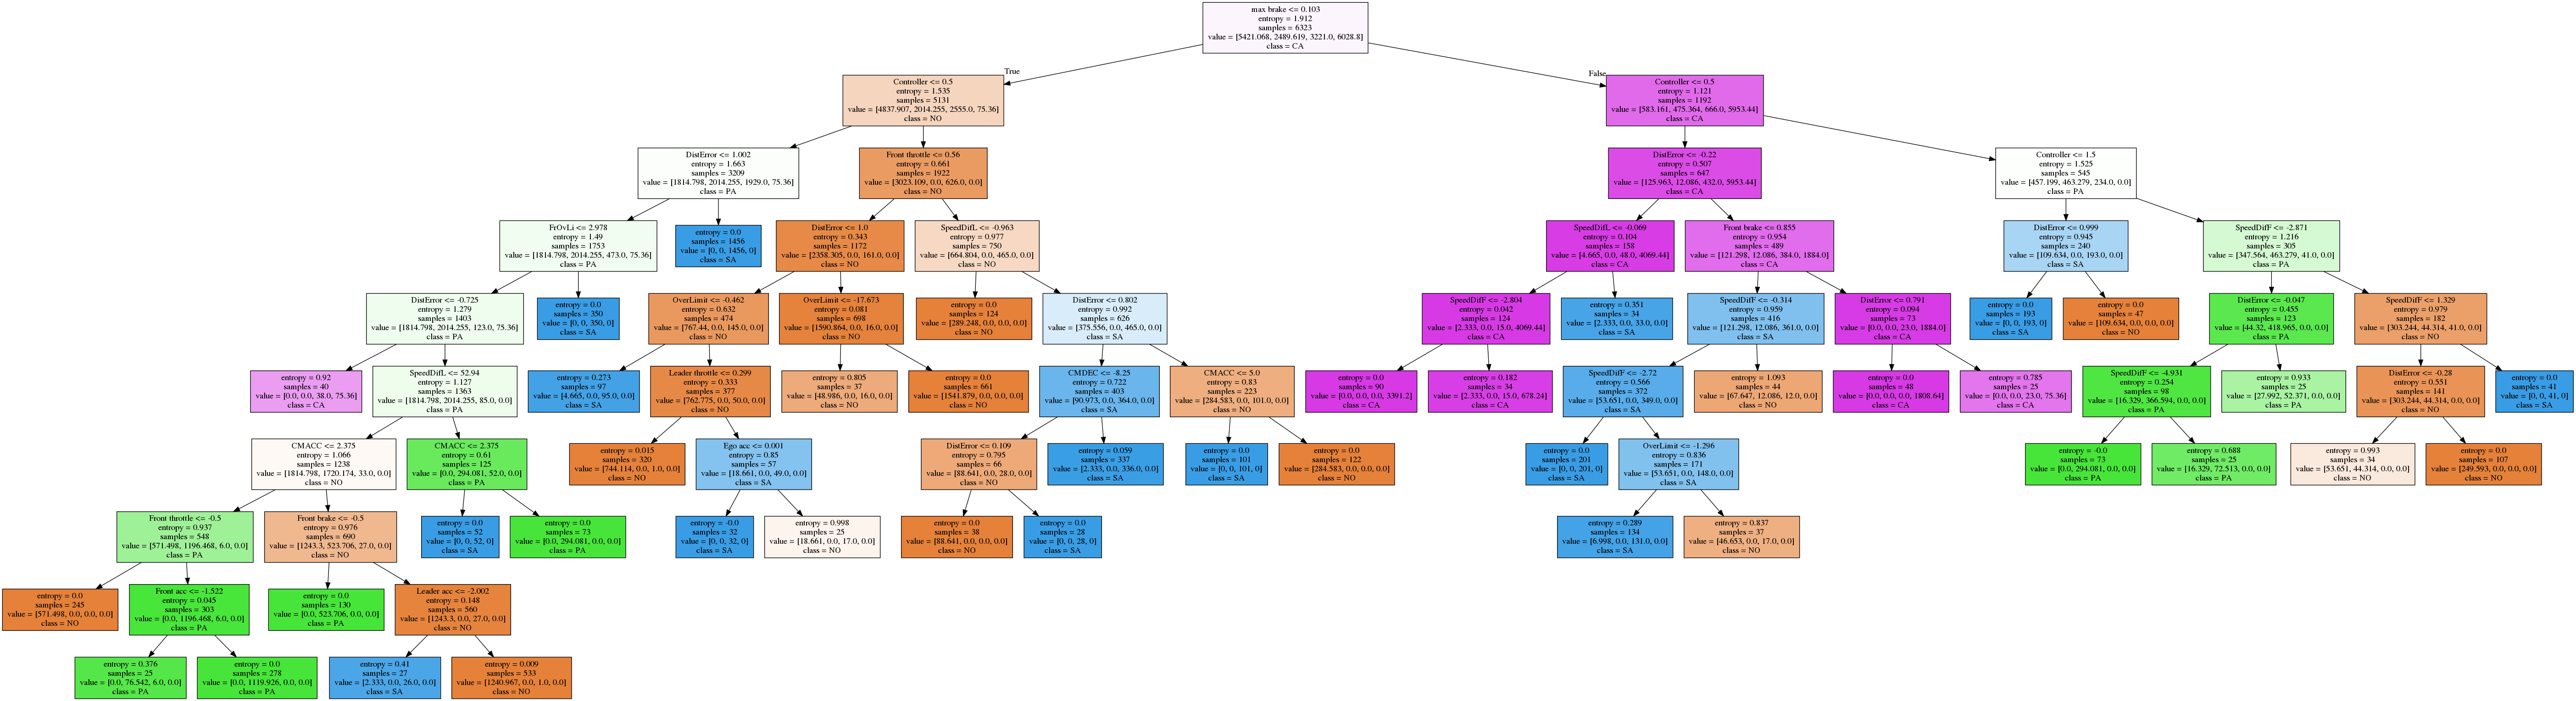 max brake <= 0.103
entropy = 1.912
samples = 6323
value = [5421.068, 2489.619, 3221.0, 6028.8]
class = CA
True
False
Controller <= 0.5
entropy = 1.535
samples = 5131
value = [4837.907, 2014.255, 2555.0, 75.36]
class = NO
Controller <= 0.5
entropy = 1.121
samples = 1192
value = [583.161, 475.364, 666.0, 5953.44]
class = CA
DistError <= 1.002
entropy = 1.663
samples = 3209
value = [1814.798, 2014.255, 1929.0, 75.36]
class = PA
Front throttle <= 0.56
entropy = 0.661
samples = 1922
value = [3023.109, 0.0, 626.0, 0.0]
class = NO
DistError <= -0.22
entropy = 0.507
samples = 647
value = [125.963, 12.086, 432.0, 5953.44]
class = CA
Controller <= 1.5
entropy = 1.525
samples = 545
value = [457.199, 463.279, 234.0, 0.0]
class = PA
FrOvLi <= 2.978
entropy = 1.49
samples = 1753
value = [1814.798, 2014.255, 473.0, 75.36]
class = PA
entropy = 0.0
samples = 1456
value = [0, 0, 1456, 0]
class = SA
DistError <= 1.0
entropy = 0.343
samples = 1172
value = [2358.305, 0.0, 161.0, 0.0]
class = NO
SpeedDifL <= -0.963
entropy = 0.977
samples = 750
value = [664.804, 0.0, 465.0, 0.0]
class = NO
SpeedDifL <= -0.069
entropy = 0.104
samples = 158
value = [4.665, 0.0, 48.0, 4069.44]
class = CA
Front brake <= 0.855
entropy = 0.954
samples = 489
value = [121.298, 12.086, 384.0, 1884.0]
class = CA
DistError <= 0.999
entropy = 0.945
samples = 240
value = [109.634, 0.0, 193.0, 0.0]
class = SA
SpeedDifF <= -2.871
entropy = 1.216
samples = 305
value = [347.564, 463.279, 41.0, 0.0]
class = PA
DistError <= -0.725
entropy = 1.279
samples = 1403
value = [1814.798, 2014.255, 123.0, 75.36]
class = PA
entropy = 0.0
samples = 350
value = [0, 0, 350, 0]
class = SA
OverLimit <= -0.462
entropy = 0.632
samples = 474
value = [767.44, 0.0, 145.0, 0.0]
class = NO
OverLimit <= -17.673
entropy = 0.081
samples = 698
value = [1590.864, 0.0, 16.0, 0.0]
class = NO
entropy = 0.0
samples = 124
value = [289.248, 0.0, 0.0, 0.0]
class = NO
DistError <= 0.802
entropy = 0.992
samples = 626
value = [375.556, 0.0, 465.0, 0.0]
class = SA
SpeedDifF <= -2.804
entropy = 0.042
samples = 124
value = [2.333, 0.0, 15.0, 4069.44]
class = CA
entropy = 0.351
samples = 34
value = [2.333, 0.0, 33.0, 0.0]
class = SA
SpeedDifF <= -0.314
entropy = 0.959
samples = 416
value = [121.298, 12.086, 361.0, 0.0]
class = SA
DistError <= 0.791
entropy = 0.094
samples = 73
value = [0.0, 0.0, 23.0, 1884.0]
class = CA
entropy = 0.0
samples = 193
value = [0, 0, 193, 0]
class = SA
entropy = 0.0
samples = 47
value = [109.634, 0.0, 0.0, 0.0]
class = NO
DistError <= -0.047
entropy = 0.455
samples = 123
value = [44.32, 418.965, 0.0, 0.0]
class = PA
SpeedDifF <= 1.329
entropy = 0.979
samples = 182
value = [303.244, 44.314, 41.0, 0.0]
class = NO
entropy = 0.92
samples = 40
value = [0.0, 0.0, 38.0, 75.36]
class = CA
SpeedDifL <= 52.94
entropy = 1.127
samples = 1363
value = [1814.798, 2014.255, 85.0, 0.0]
class = PA
entropy = 0.273
samples = 97
value = [4.665, 0.0, 95.0, 0.0]
class = SA
Leader throttle <= 0.299
entropy = 0.333
samples = 377
value = [762.775, 0.0, 50.0, 0.0]
class = NO
entropy = 0.805
samples = 37
value = [48.986, 0.0, 16.0, 0.0]
class = NO
entropy = 0.0
samples = 661
value = [1541.879, 0.0, 0.0, 0.0]
class = NO
CMDEC <= -8.25
entropy = 0.722
samples = 403
value = [90.973, 0.0, 364.0, 0.0]
class = SA
CMACC <= 5.0
entropy = 0.83
samples = 223
value = [284.583, 0.0, 101.0, 0.0]
class = NO
entropy = 0.0
samples = 90
value = [0.0, 0.0, 0.0, 3391.2]
class = CA
entropy = 0.182
samples = 34
value = [2.333, 0.0, 15.0, 678.24]
class = CA
SpeedDifF <= -2.72
entropy = 0.566
samples = 372
value = [53.651, 0.0, 349.0, 0.0]
class = SA
entropy = 1.093
samples = 44
value = [67.647, 12.086, 12.0, 0.0]
class = NO
entropy = 0.0
samples = 48
value = [0.0, 0.0, 0.0, 1808.64]
class = CA
entropy = 0.785
samples = 25
value = [0.0, 0.0, 23.0, 75.36]
class = CA
SpeedDifF <= -4.931
entropy = 0.254
samples = 98
value = [16.329, 366.594, 0.0, 0.0]
class = PA
entropy = 0.933
samples = 25
value = [27.992, 52.371, 0.0, 0.0]
class = PA
DistError <= -0.28
entropy = 0.551
samples = 141
value = [303.244, 44.314, 0.0, 0.0]
class = NO
entropy = 0.0
samples = 41
value = [0, 0, 41, 0]
class = SA
CMACC <= 2.375
entropy = 1.066
samples = 1238
value = [1814.798, 1720.174, 33.0, 0.0]
class = NO
CMACC <= 2.375
entropy = 0.61
samples = 125
value = [0.0, 294.081, 52.0, 0.0]
class = PA
entropy = 0.015
samples = 320
value = [744.114, 0.0, 1.0, 0.0]
class = NO
Ego acc <= 0.001
entropy = 0.85
samples = 57
value = [18.661, 0.0, 49.0, 0.0]
class = SA
DistError <= 0.109
entropy = 0.795
samples = 66
value = [88.641, 0.0, 28.0, 0.0]
class = NO
entropy = 0.059
samples = 337
value = [2.333, 0.0, 336.0, 0.0]
class = SA
entropy = 0.0
samples = 101
value = [0, 0, 101, 0]
class = SA
entropy = 0.0
samples = 122
value = [284.583, 0.0, 0.0, 0.0]
class = NO
entropy = 0.0
samples = 201
value = [0, 0, 201, 0]
class = SA
OverLimit <= -1.296
entropy = 0.836
samples = 171
value = [53.651, 0.0, 148.0, 0.0]
class = SA
entropy = -0.0
samples = 73
value = [0.0, 294.081, 0.0, 0.0]
class = PA
entropy = 0.688
samples = 25
value = [16.329, 72.513, 0.0, 0.0]
class = PA
entropy = 0.993
samples = 34
value = [53.651, 44.314, 0.0, 0.0]
class = NO
entropy = 0.0
samples = 107
value = [249.593, 0.0, 0.0, 0.0]
class = NO
Front throttle <= -0.5
entropy = 0.937
samples = 548
value = [571.498, 1196.468, 6.0, 0.0]
class = PA
Front brake <= -0.5
entropy = 0.976
samples = 690
value = [1243.3, 523.706, 27.0, 0.0]
class = NO
entropy = 0.0
samples = 52
value = [0, 0, 52, 0]
class = SA
entropy = 0.0
samples = 73
value = [0.0, 294.081, 0.0, 0.0]
class = PA
entropy = -0.0
samples = 32
value = [0, 0, 32, 0]
class = SA
entropy = 0.998
samples = 25
value = [18.661, 0.0, 17.0, 0.0]
class = NO
entropy = 0.0
samples = 38
value = [88.641, 0.0, 0.0, 0.0]
class = NO
entropy = 0.0
samples = 28
value = [0, 0, 28, 0]
class = SA
entropy = 0.289
samples = 134
value = [6.998, 0.0, 131.0, 0.0]
class = SA
entropy = 0.837
samples = 37
value = [46.653, 0.0, 17.0, 0.0]
class = NO
entropy = 0.0
samples = 245
value = [571.498, 0.0, 0.0, 0.0]
class = NO
Front acc <= -1.522
entropy = 0.045
samples = 303
value = [0.0, 1196.468, 6.0, 0.0]
class = PA
entropy = 0.0
samples = 130
value = [0.0, 523.706, 0.0, 0.0]
class = PA
Leader acc <= -2.002
entropy = 0.148
samples = 560
value = [1243.3, 0.0, 27.0, 0.0]
class = NO
entropy = 0.376
samples = 25
value = [0.0, 76.542, 6.0, 0.0]
class = PA
entropy = 0.0
samples = 278
value = [0.0, 1119.926, 0.0, 0.0]
class = PA
entropy = 0.41
samples = 27
value = [2.333, 0.0, 26.0, 0.0]
class = SA
entropy = 0.009
samples = 533
value = [1240.967, 0.0, 1.0, 0.0]
class = NO